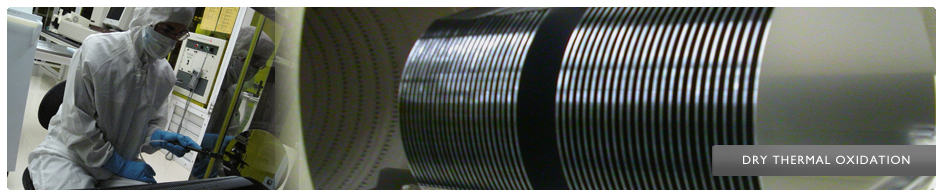 DRY THERMAL OXIDATION